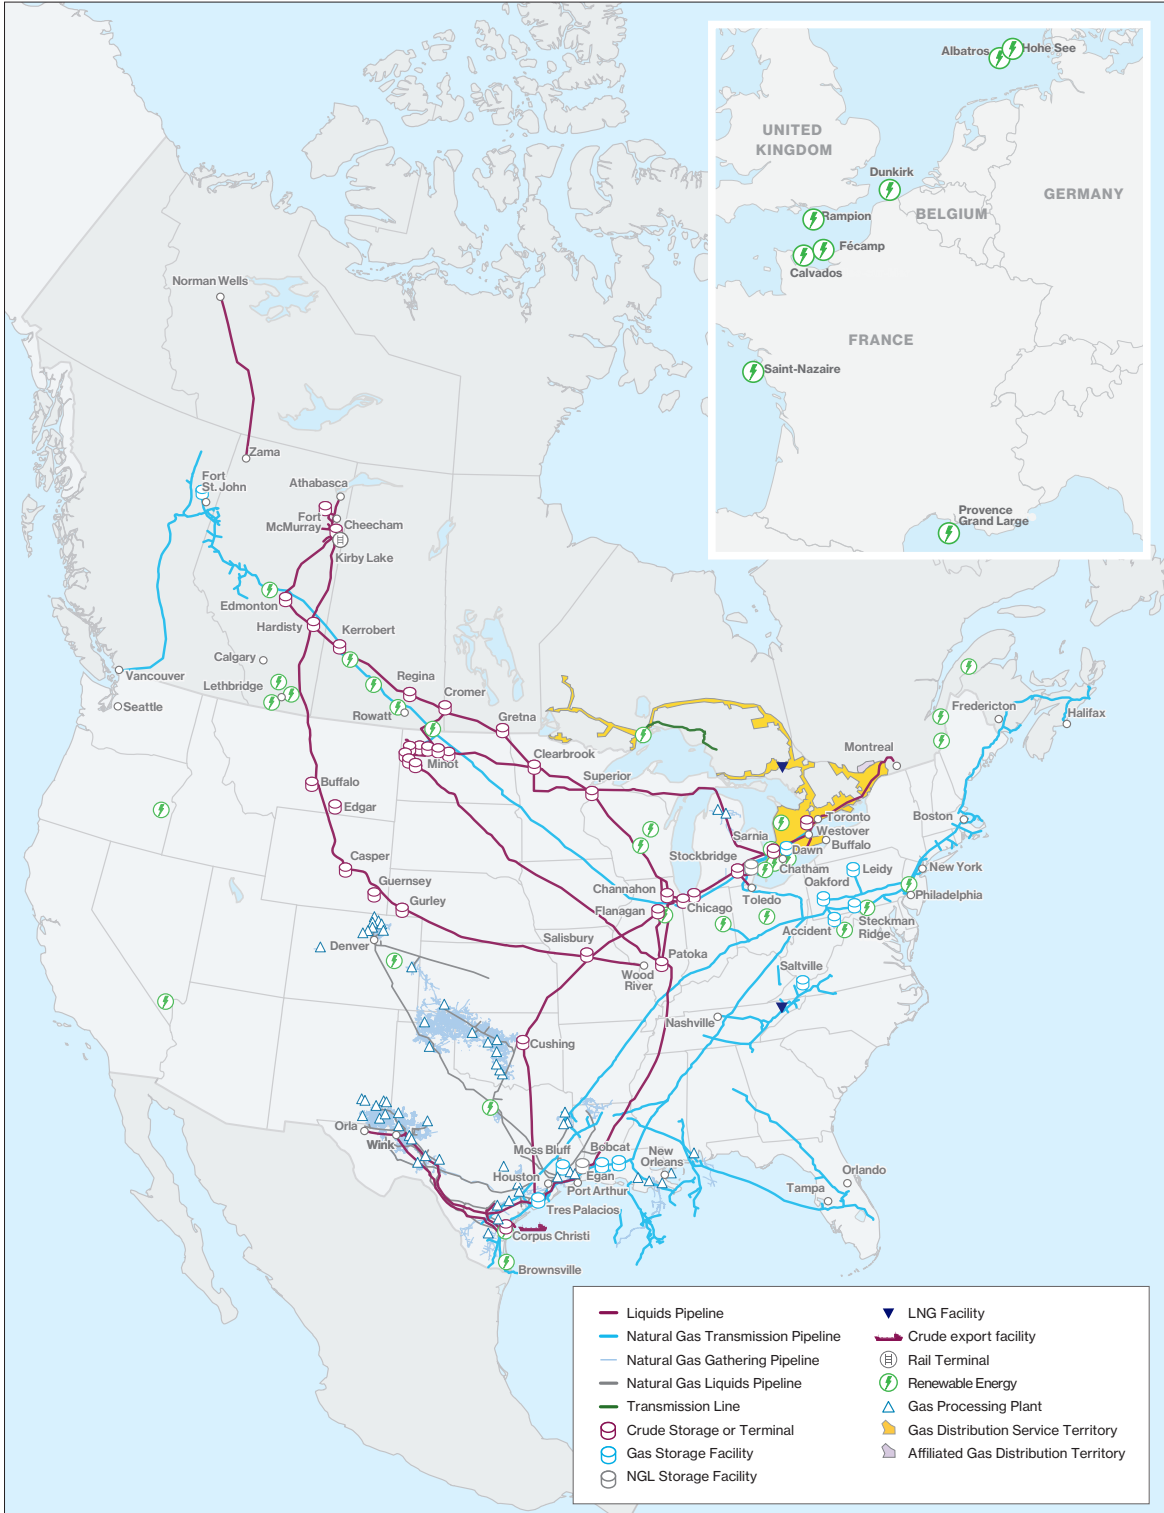 Albatros
Hohe See
UNITED
KINGDOM
Dunkirk
GERMANY
BELGIUM
Rampion
Fécamp
Calvados
FRANCE
Saint-Nazaire
Provence
Grand Large
Norman Wells
Zama
Fort
St. John
Athabasca
Fort
McMurray
Cheecham
Kirby Lake
Edmonton
Hardisty
Kerrobert
Calgary
Vancouver
Lethbridge
Regina
Cromer
Seattle
Rowatt
Gretna
Fredericton
Halifax
Montreal
Clearbrook
Minot
Superior
Buffalo
Edgar
Toronto
Boston
Sarnia
Westover
Buffalo
Dawn
Stockbridge
Casper
Chatham
Leidy
New York
Guernsey
Channahon
Oakford
Toledo
Philadelphia
Gurley
Flanagan
Chicago
Steckman
Ridge
Accident
Denver
Salisbury
Patoka
Wood
River
Saltville
Nashville
Cushing
Orla
Wink
Moss Bluff
Bobcat
New
Orleans
Houston
Egan
Port Arthur
Orlando
Tampa
Tres Palacios
Corpus Christi
Brownsville
Liquids Pipeline
Natural Gas Transmission Pipeline
Natural Gas Gathering Pipeline
Natural Gas Liquids Pipeline
Transmission Line
Crude Storage or Terminal
Gas Storage Facility
NGL Storage Facility
LNG Facility
Crude export facility
Rail Terminal
Renewable Energy
Gas Processing Plant
Gas Distribution Service Territory
Affiliated Gas Distribution Territory